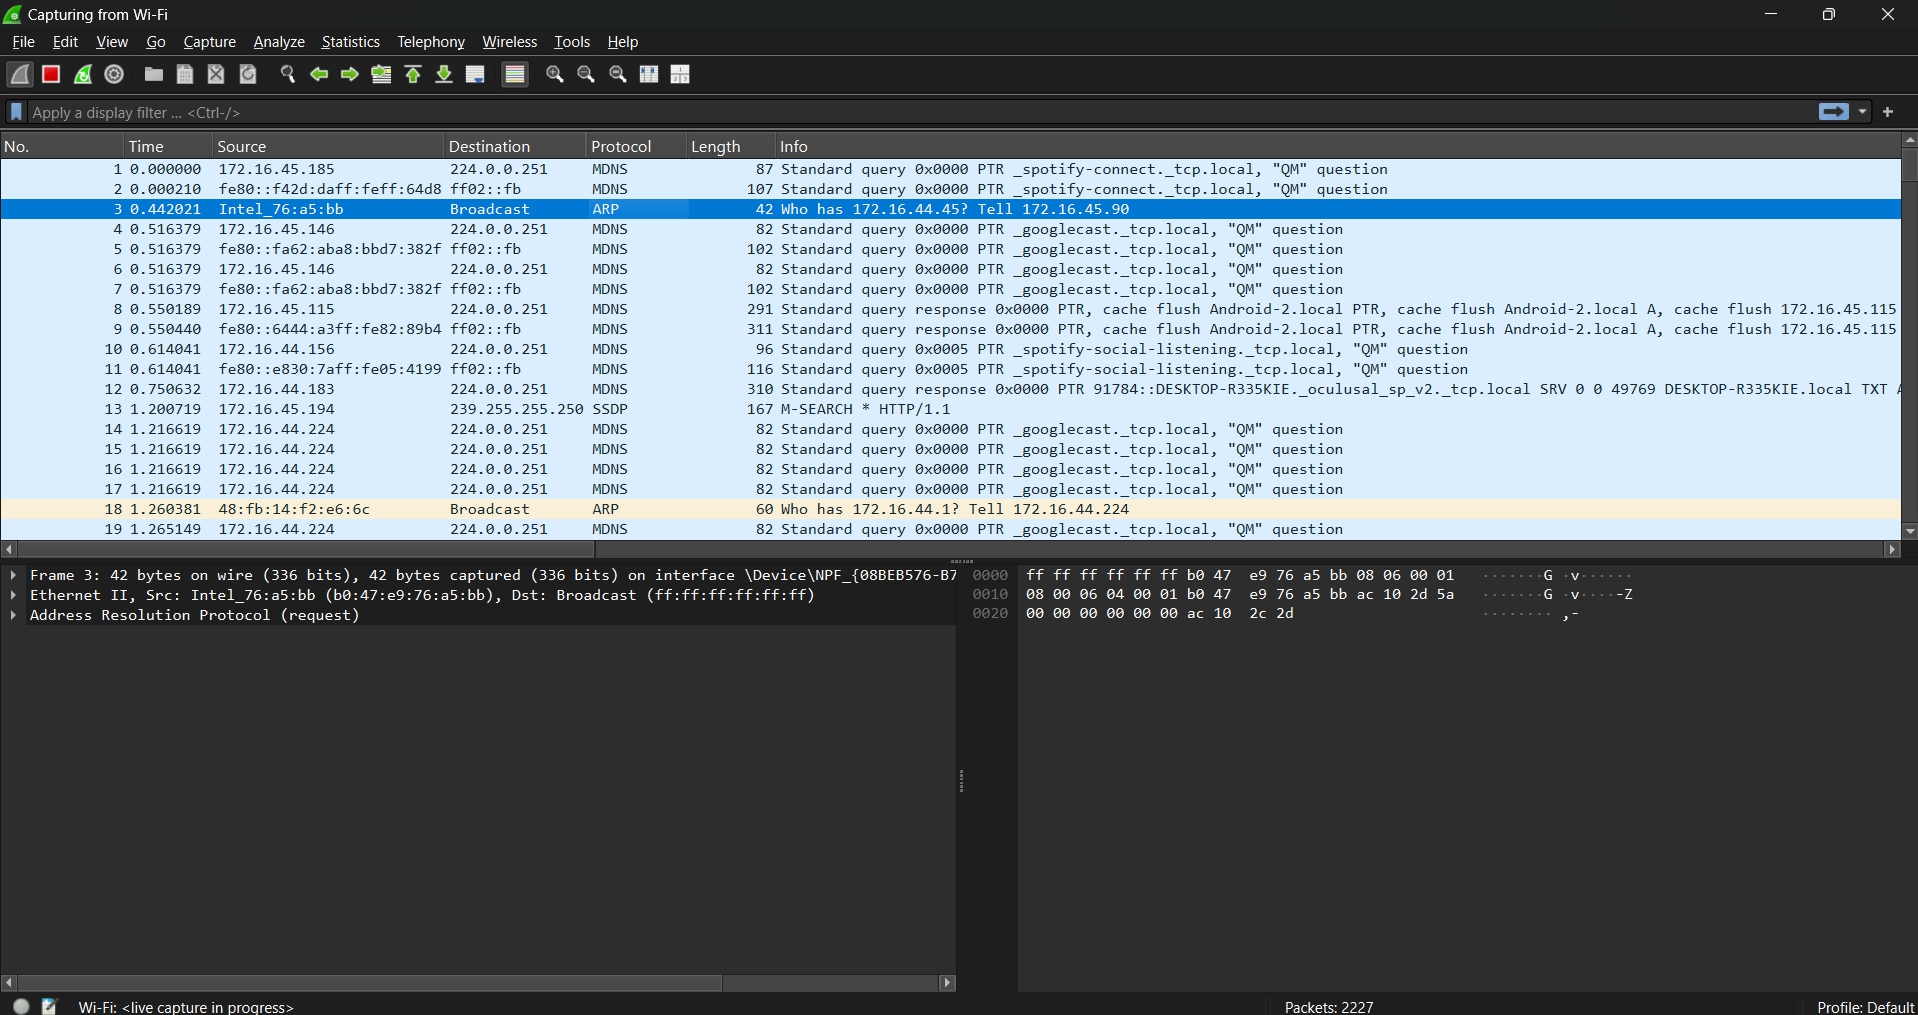 Capturing from Wi-Fi
File Edit View Go Capture Analyze Statistics Telephony Wireless Tools Help
Apply a display filter ... <Ctrl-/>
No. Time Source Destination Protocol Length Info
1 0.000000 172.16.45.185 224.0.0.251 MDNS 87 Standard query 0x0000 PTR _spotify-connect._tcp.local, "QM" question
2 0.000210 fe80::f42d:daff:feff:64d8 ff02::fb MDNS 107 Standard query 0x0000 PTR _spotify-connect._tcp.local, "QM" question
3 0.442021 Intel_76:a5:bb Broadcast ARP 42 Who has 172.16.44.45? Tell 172.16.45.90
4 0.516379 172.16.45.146 224.0.0.251 MDNS 82 Standard query 0x0000 PTR _googlecast._tcp.local, "QM" question
5 0.516379 fe80::fa62:aba8:bbd7:382f ff02::fb MDNS 102 Standard query 0x0000 PTR _googlecast._tcp.local, "QM" question
6 0.516379 172.16.45.146 224.0.0.251 MDNS 82 Standard query 0x0000 PTR _googlecast._tcp.local, "QM" question
7 0.516379 fe80::fa62:aba8:bbd7:382f ff02::fb MDNS 102 Standard query 0x0000 PTR _googlecast._tcp.local, "QM" question
8 0.550189 172.16.45.115 224.0.0.251 MDNS 291 Standard query response 0x0000 PTR, cache flush Android-2.local PTR, cache flush Android-2.local A, cache flush 172.16.45.115
9 0.550440 fe80::6444:a3ff:fe82:89b4 ff02::fb MDNS 311 Standard query response 0x0000 PTR, cache flush Android-2.local PTR, cache flush Android-2.local A, cache flush 172.16.45.115
10 0.614041 172.16.44.156 224.0.0.251 MDNS 96 Standard query 0x0005 PTR _spotify-social-listening._tcp.local, "QM" question
11 0.614041 fe80::e830:7aff:fe05:4199 ff02::fb MDNS 116 Standard query 0x0005 PTR _spotify-social-listening._tcp.local, "QM" question
12 0.750632 172.16.44.183 224.0.0.251 MDNS 310 Standard query response 0x0000 PTR 91784::DESKTOP-R335KIE._oculusal_sp_v2._tcp.local SRV 0 0 49769 DESKTOP-R335KIE.local TXT
13 1.200719 172.16.45.194 239.255.255.250 SSDP 167 M-SEARCH * HTTP/1.1
14 1.216619 172.16.44.224 224.0.0.251 MDNS 82 Standard query 0x0000 PTR _googlecast._tcp.local, "QM" question
15 1.216619 172.16.44.224 224.0.0.251 MDNS 82 Standard query 0x0000 PTR _googlecast._tcp.local, "QM" question
16 1.216619 172.16.44.224 224.0.0.251 MDNS 82 Standard query 0x0000 PTR _googlecast._tcp.local, "QM" question
17 1.216619 172.16.44.224 224.0.0.251 MDNS 82 Standard query 0x0000 PTR _googlecast._tcp.local, "QM" question
18 1.260381 48:fb:14:f2:e6:6c Broadcast ARP 60 Who has 172.16.44.1? Tell 172.16.44.224
19 1.265149 172.16.44.224 224.0.0.251 MDNS 82 Standard query 0x0000 PTR _googlecast._tcp.local, "QM" question
Frame 3: 42 bytes on wire (336 bits), 42 bytes captured (336 bits) on interface \Device\NPF_{08BEB576-B7
Ethernet II, Src: Intel_76:a5:bb (b0:47:e9:76:a5:bb), Dst: Broadcast (ff:ff:ff:ff:ff:ff)
Address Resolution Protocol (request)
0000 ff ff ff ff ff ff b0 47 e9 76 a5 bb 08 06 00 01 ·······G ·v······
0010 08 00 06 04 00 01 b0 47 e9 76 a5 bb ac 10 2d 5a ·······G ·v····-Z
0020 00 00 00 00 00 00 ac 10 2c 2d ········ ,-
Wi-Fi: <live capture in progress>
Packets: 2227
Profile: Default